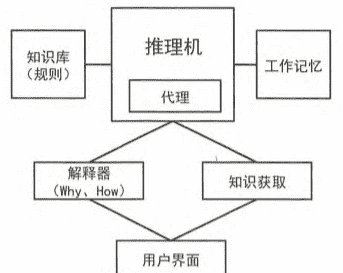 推理机
代理
知识库
(规则)
工作记忆
解释器
(Why、How)
知识获取
用户界面